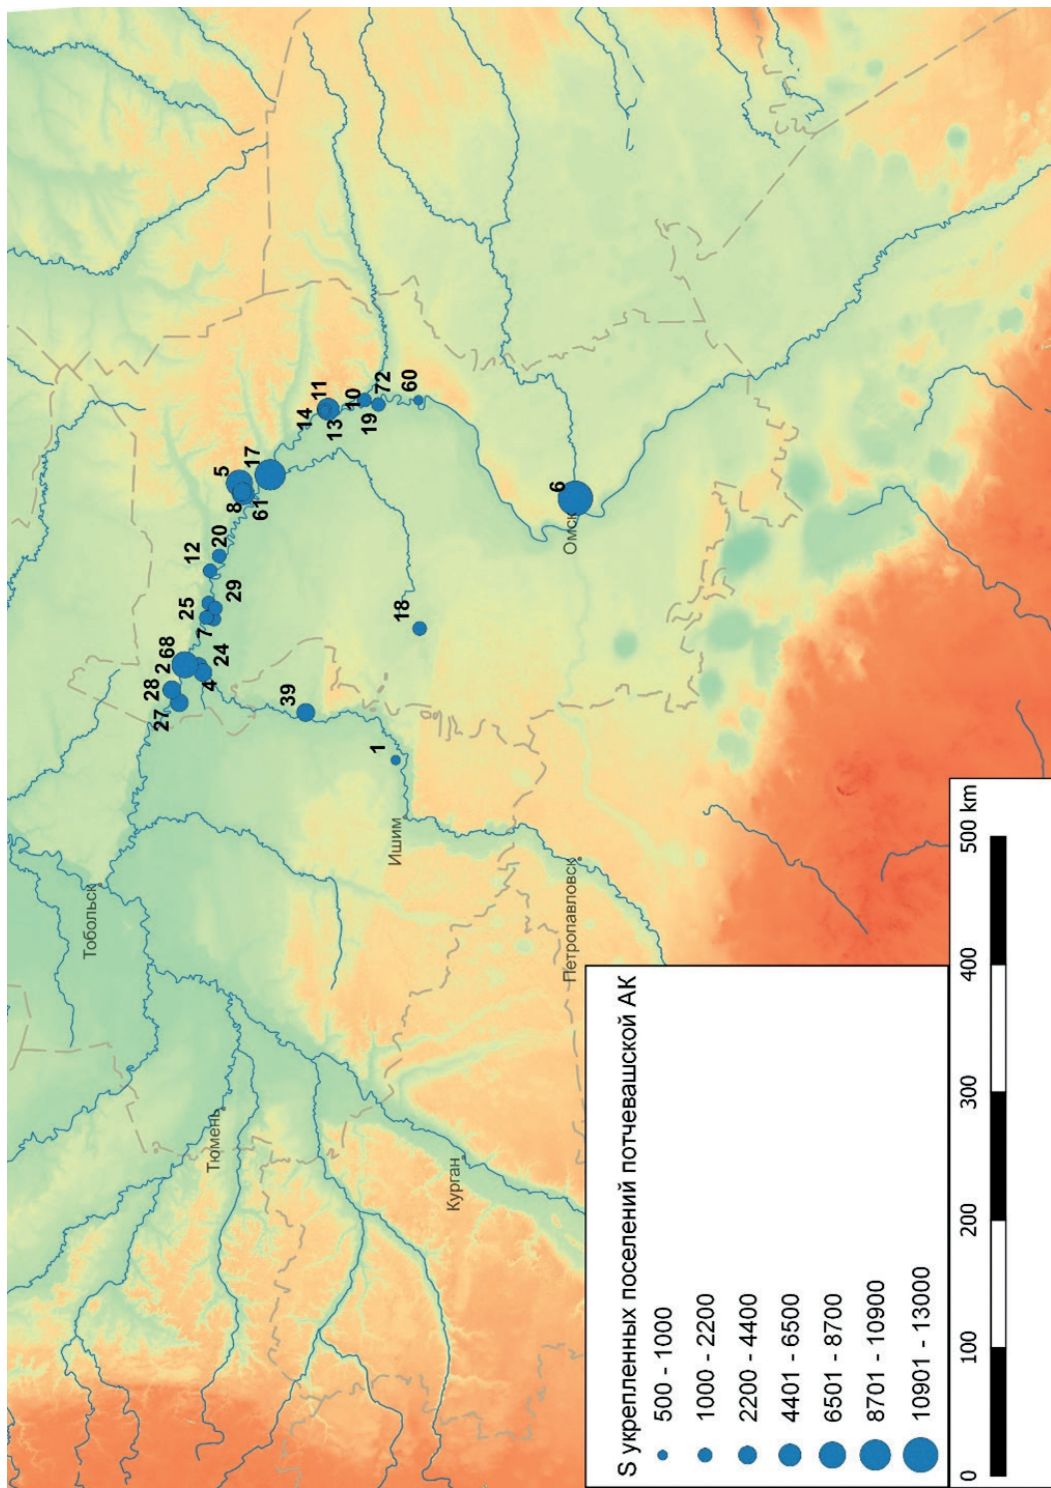 Тобольск
Тюмень
Курган
Ишим
Петропавловск
Омск
27
28
2
68
4
24
7
25
29
12
20
8
5
61
17
14
11
13
10
19
72
60
6
18
39
1
S укрепленных поселений потчевашской АК
500 - 1000
1000 - 2200
2200 - 4400
4401 - 6500
6501 - 8700
8701 - 10900
10901 - 13000
0 100 200 300 400 500 km